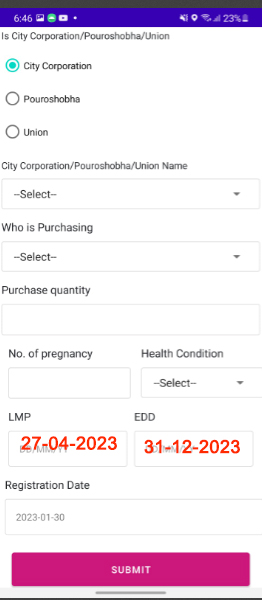 6:46 23%
Is City Corporation/Pouroshobha/Union
City Corporation
Pouroshobha
Union
City Corporation/Pouroshobha/Union Name
--Select--
Who is Purchasing
--Select--
Purchase quantity
No. of pregnancy Health Condition
--Select--
LMP EDD
27-04-2023 31-12-2023
Registration Date
2023-01-30
SUBMIT